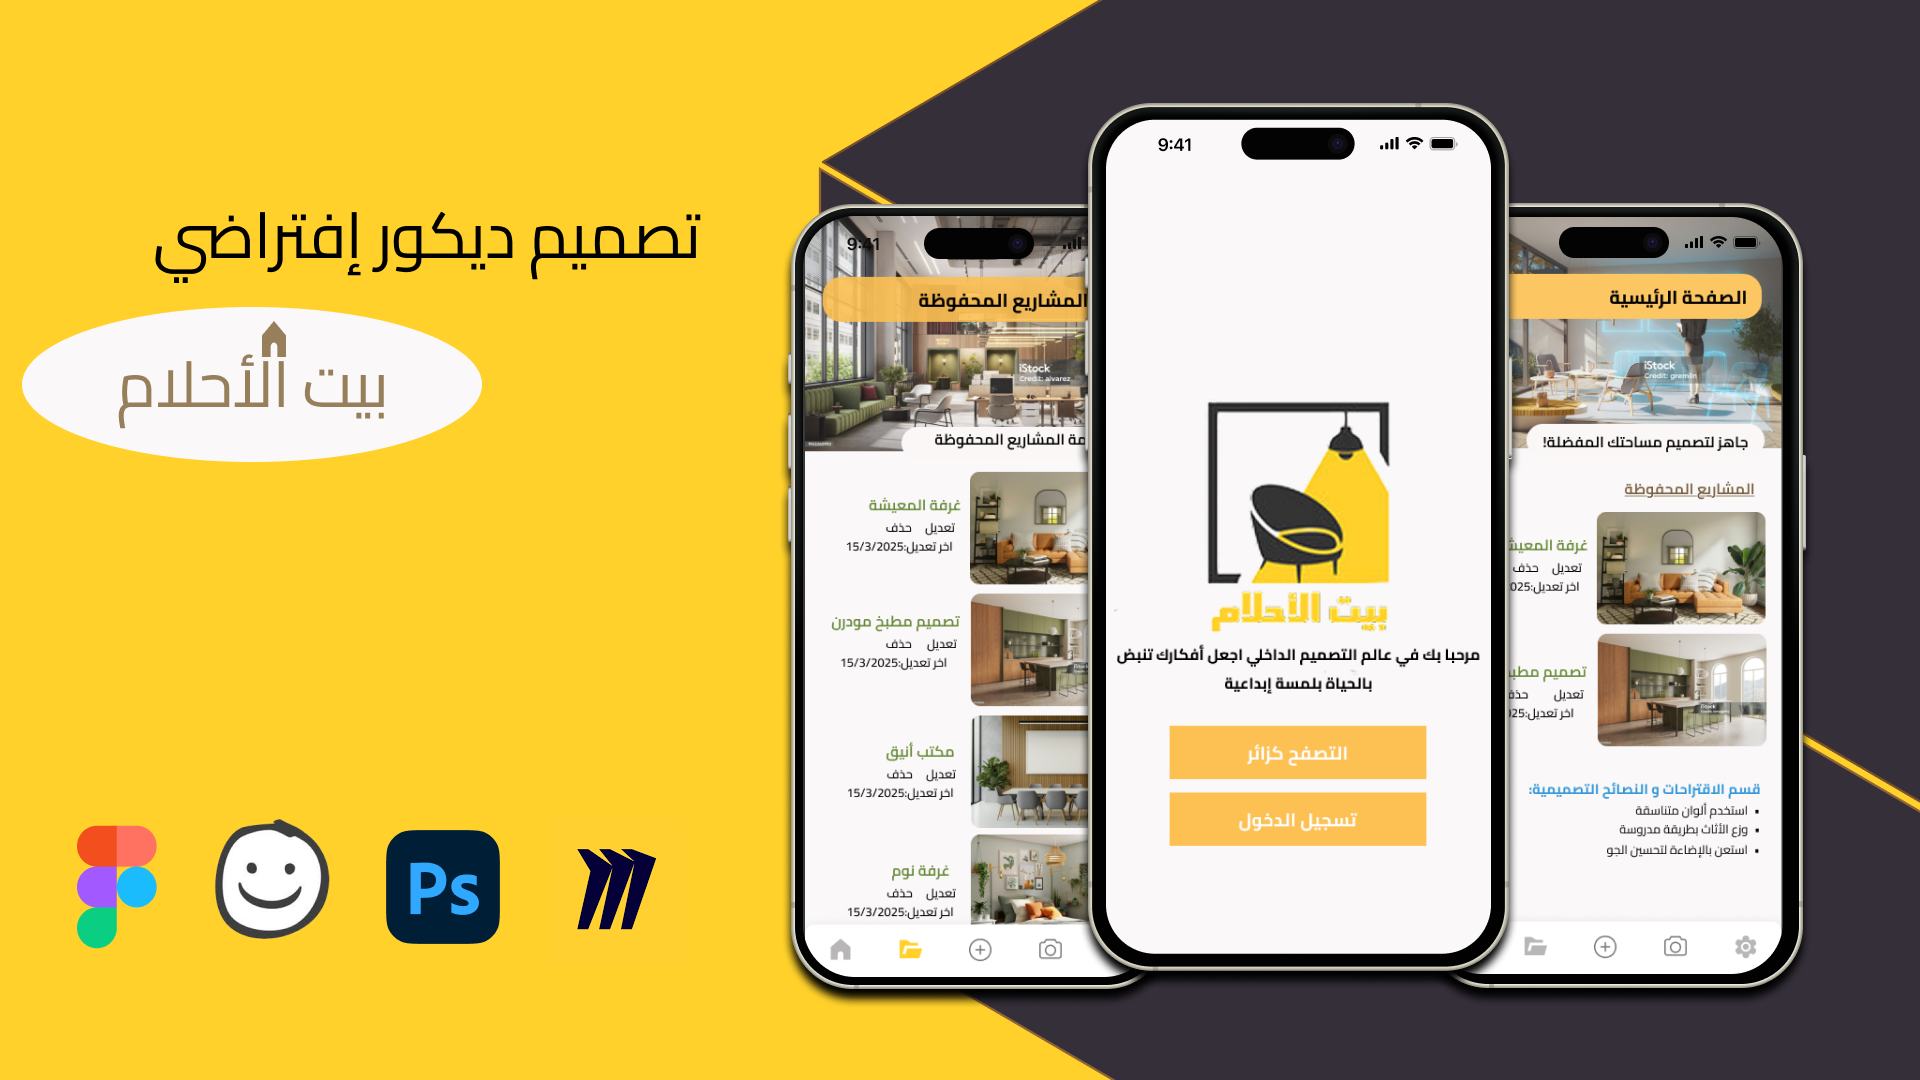 تصميم ديكور إفتراضي
بيت الأحلام
Ps
9:41
المشاريع المحفوظة
iStock
Credit: alvarez
المشاريع المحفوظة
غرفة المعيشة
تعديل حذف
اخر تعديل:15/3/2025
تصميم مطبخ مودرن
تعديل حذف
اخر تعديل:15/3/2025
مكتب أنيق
تعديل حذف
اخر تعديل:15/3/2025
غرفة نوم
تعديل حذف
اخر تعديل:15/3/2025
9:41
بيت الأحلام
مرحبا بك في عالم التصميم الداخلي اجعل أفكارك تنبض
بالحياة بلمسة إبداعية
التصفح كزائر
تسجيل الدخول
الصفحة الرئيسية
iStock
Credit: gremlin
جاهز لتصميم مساحتك المفضلة!
المشاريع المحفوظة
غرفة المعيش
تعديل حذف
اخر تعديل:025
تصميم مطب
تعديل حذف
اخر تعديل:25
iStock
قسم الاقتراحات و النصائح التصميمية:
• استخدم ألوان متناسقة
• وزع الأثاث بطريقة مدروسة
• استعن بالإضاءة لتحسين الجو